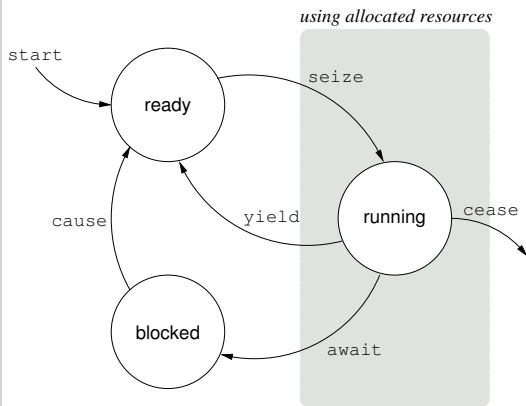 using allocated resources
start
seize
ready
cause
yield
running
cease
blocked
await